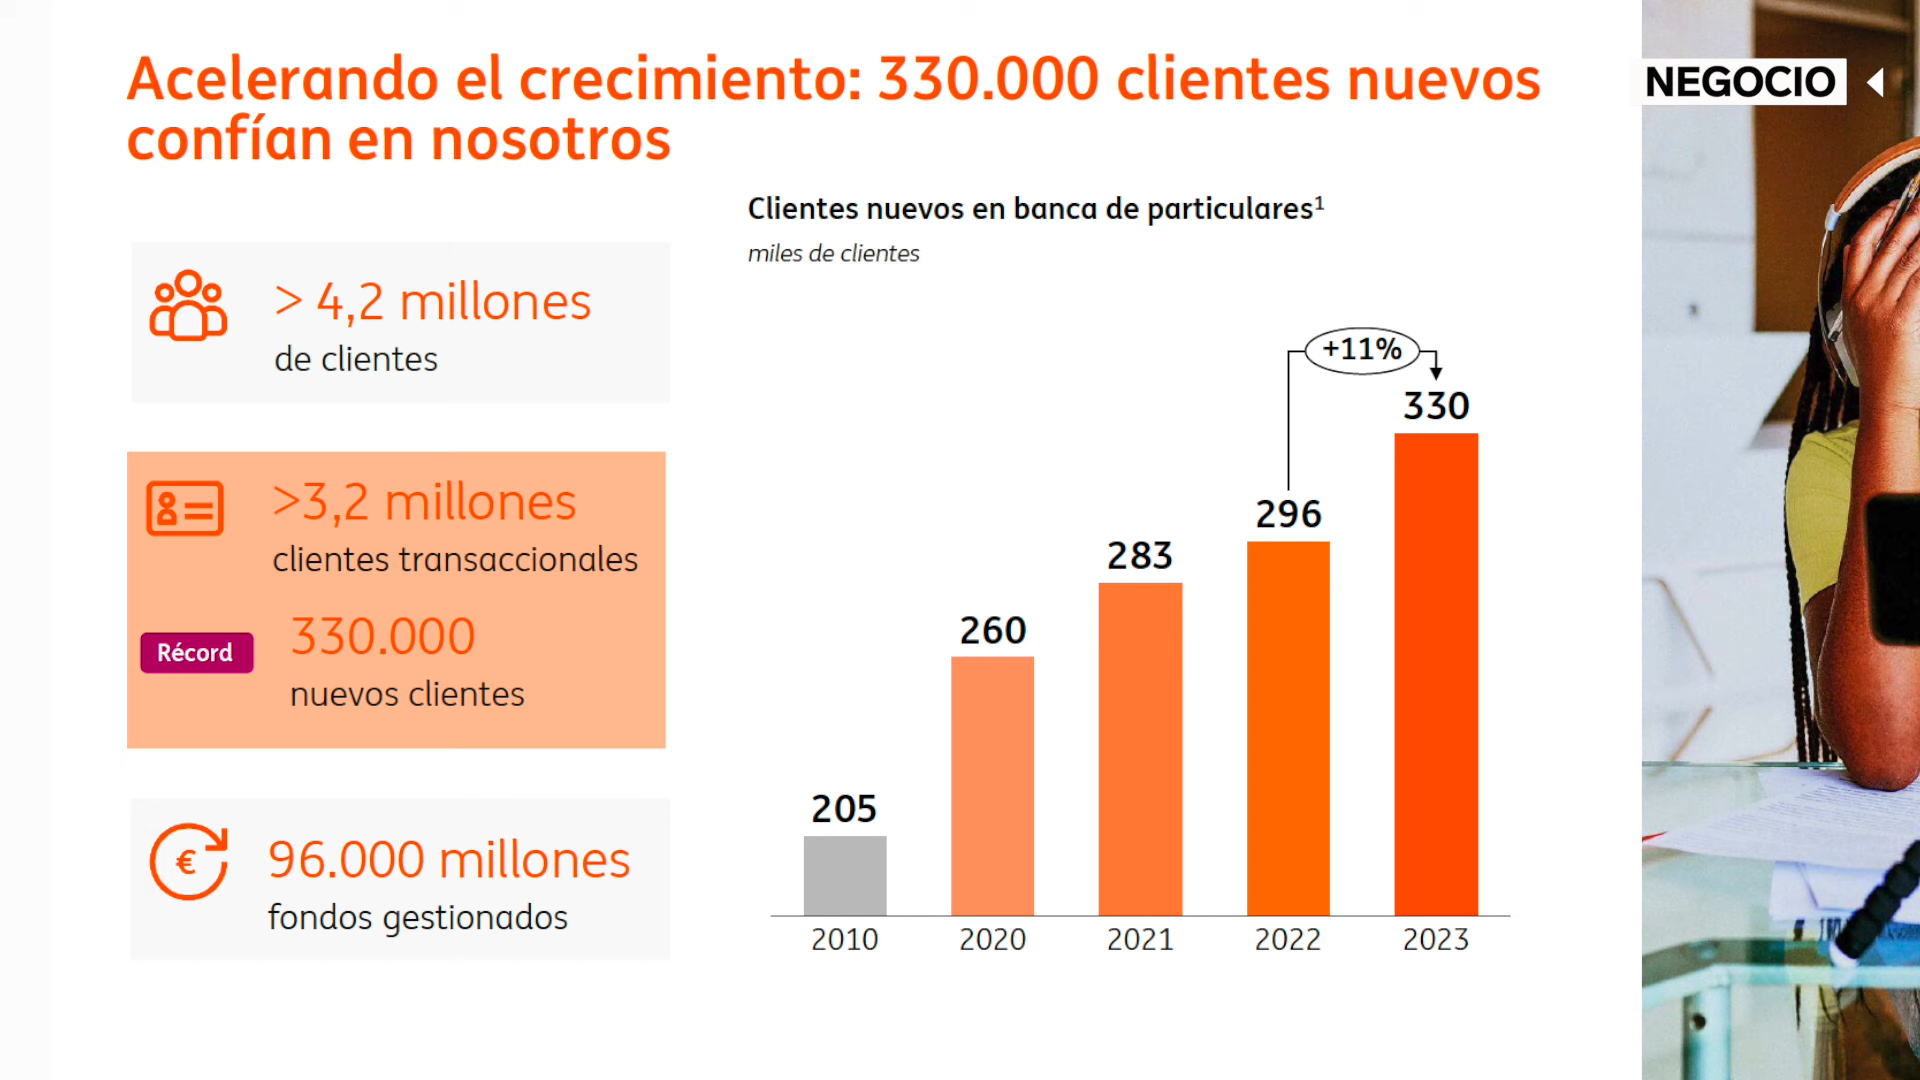 Acelerando el crecimiento: 330.000 clientes nuevos
confían en nosotros
NEGOCIO
> 4,2 millones
de clientes
>3,2 millones
clientes transaccionales
Récord
330.000
nuevos clientes
96.000 millones
fondos gestionados
Clientes nuevos en banca de particulares¹
miles de clientes
+11%
330
296
283
260
205
2010 2020 2021 2022 2023
€